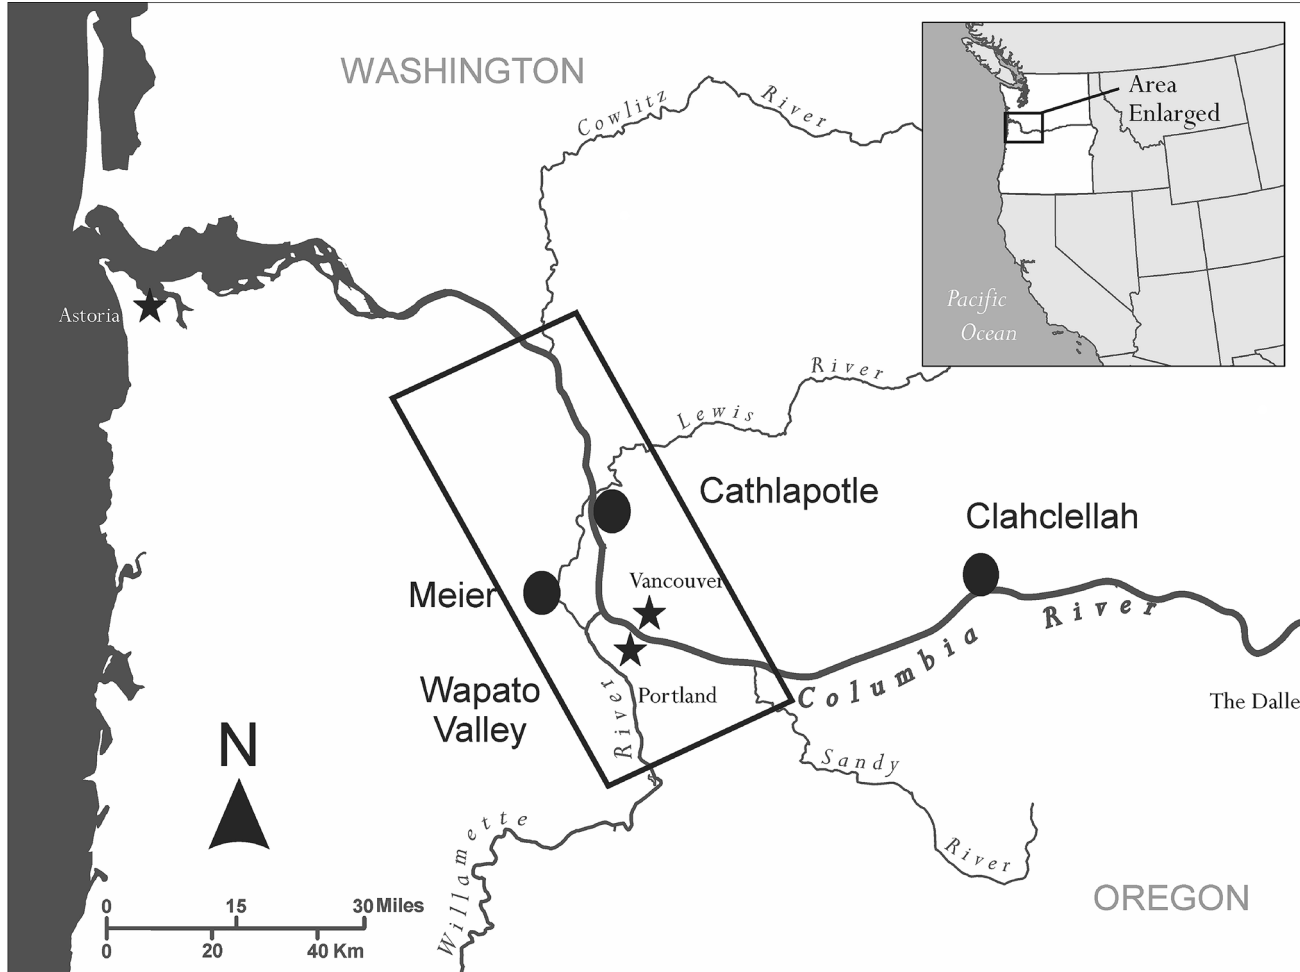 WASHINGTON
Cowlitz River
Area
Enlarged
Pacific
Ocean
Astoria
Lewis River
Cathlapotle
Clahclellah
Meier
Vancouver
Columbia River
Wapato
Valley
Portland
The Dalle
N
Willamette River
Sandy River
OREGON
0 15 30 Miles
0 20 40 Km